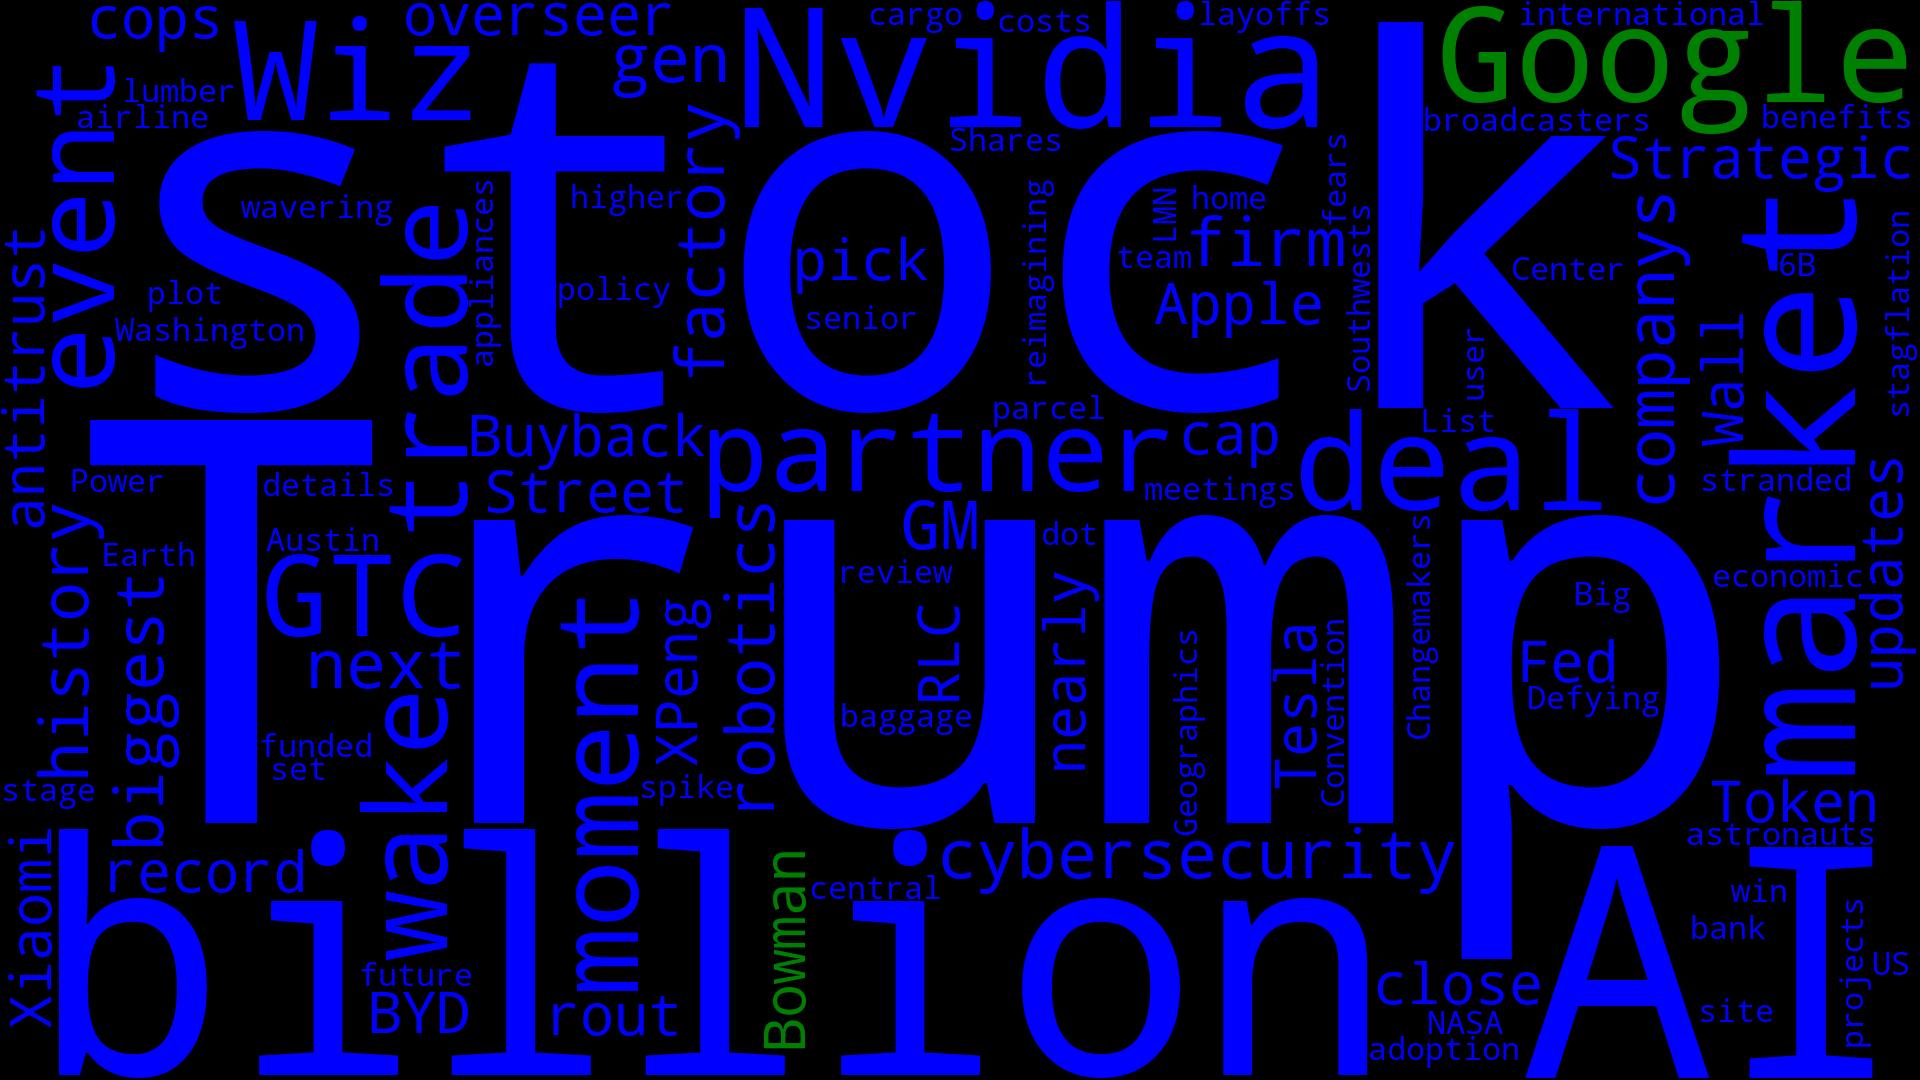 cops
overseer
cargo
costs
layoffs
international
Wiz
gen
Nvidia
Google
lumber
airline
event
factory
broadcasters
benefits
Shares
Strategic
stock
wavering
higher
appliances
reimagining
LMN
home
fears
team
firm
Southwests
pick
policy
senior
Apple
Center
companys
6B
market
stagflation
antitrust
plot
Washington
trade
user
Wall
parcel
List
Buyback
partner
cap
deal
Power
details
Street
meetings
stranded
updates
history
Earth
Austin
GTC
GM
dot
review
economic
Big
biggest
next
Trump
XPeng
robotics
RLC
nearly
Geographics
Tesla
Convention
Changemakers
Fed
Defying
baggage
funded
set
stage
waker
moment
spike
Token
astronauts
Xiaomi
record
Bowman
central
cybersecurity
win
bank
projects
US
billion
AI
future
BYD
rout
close
NASA
adoption
site